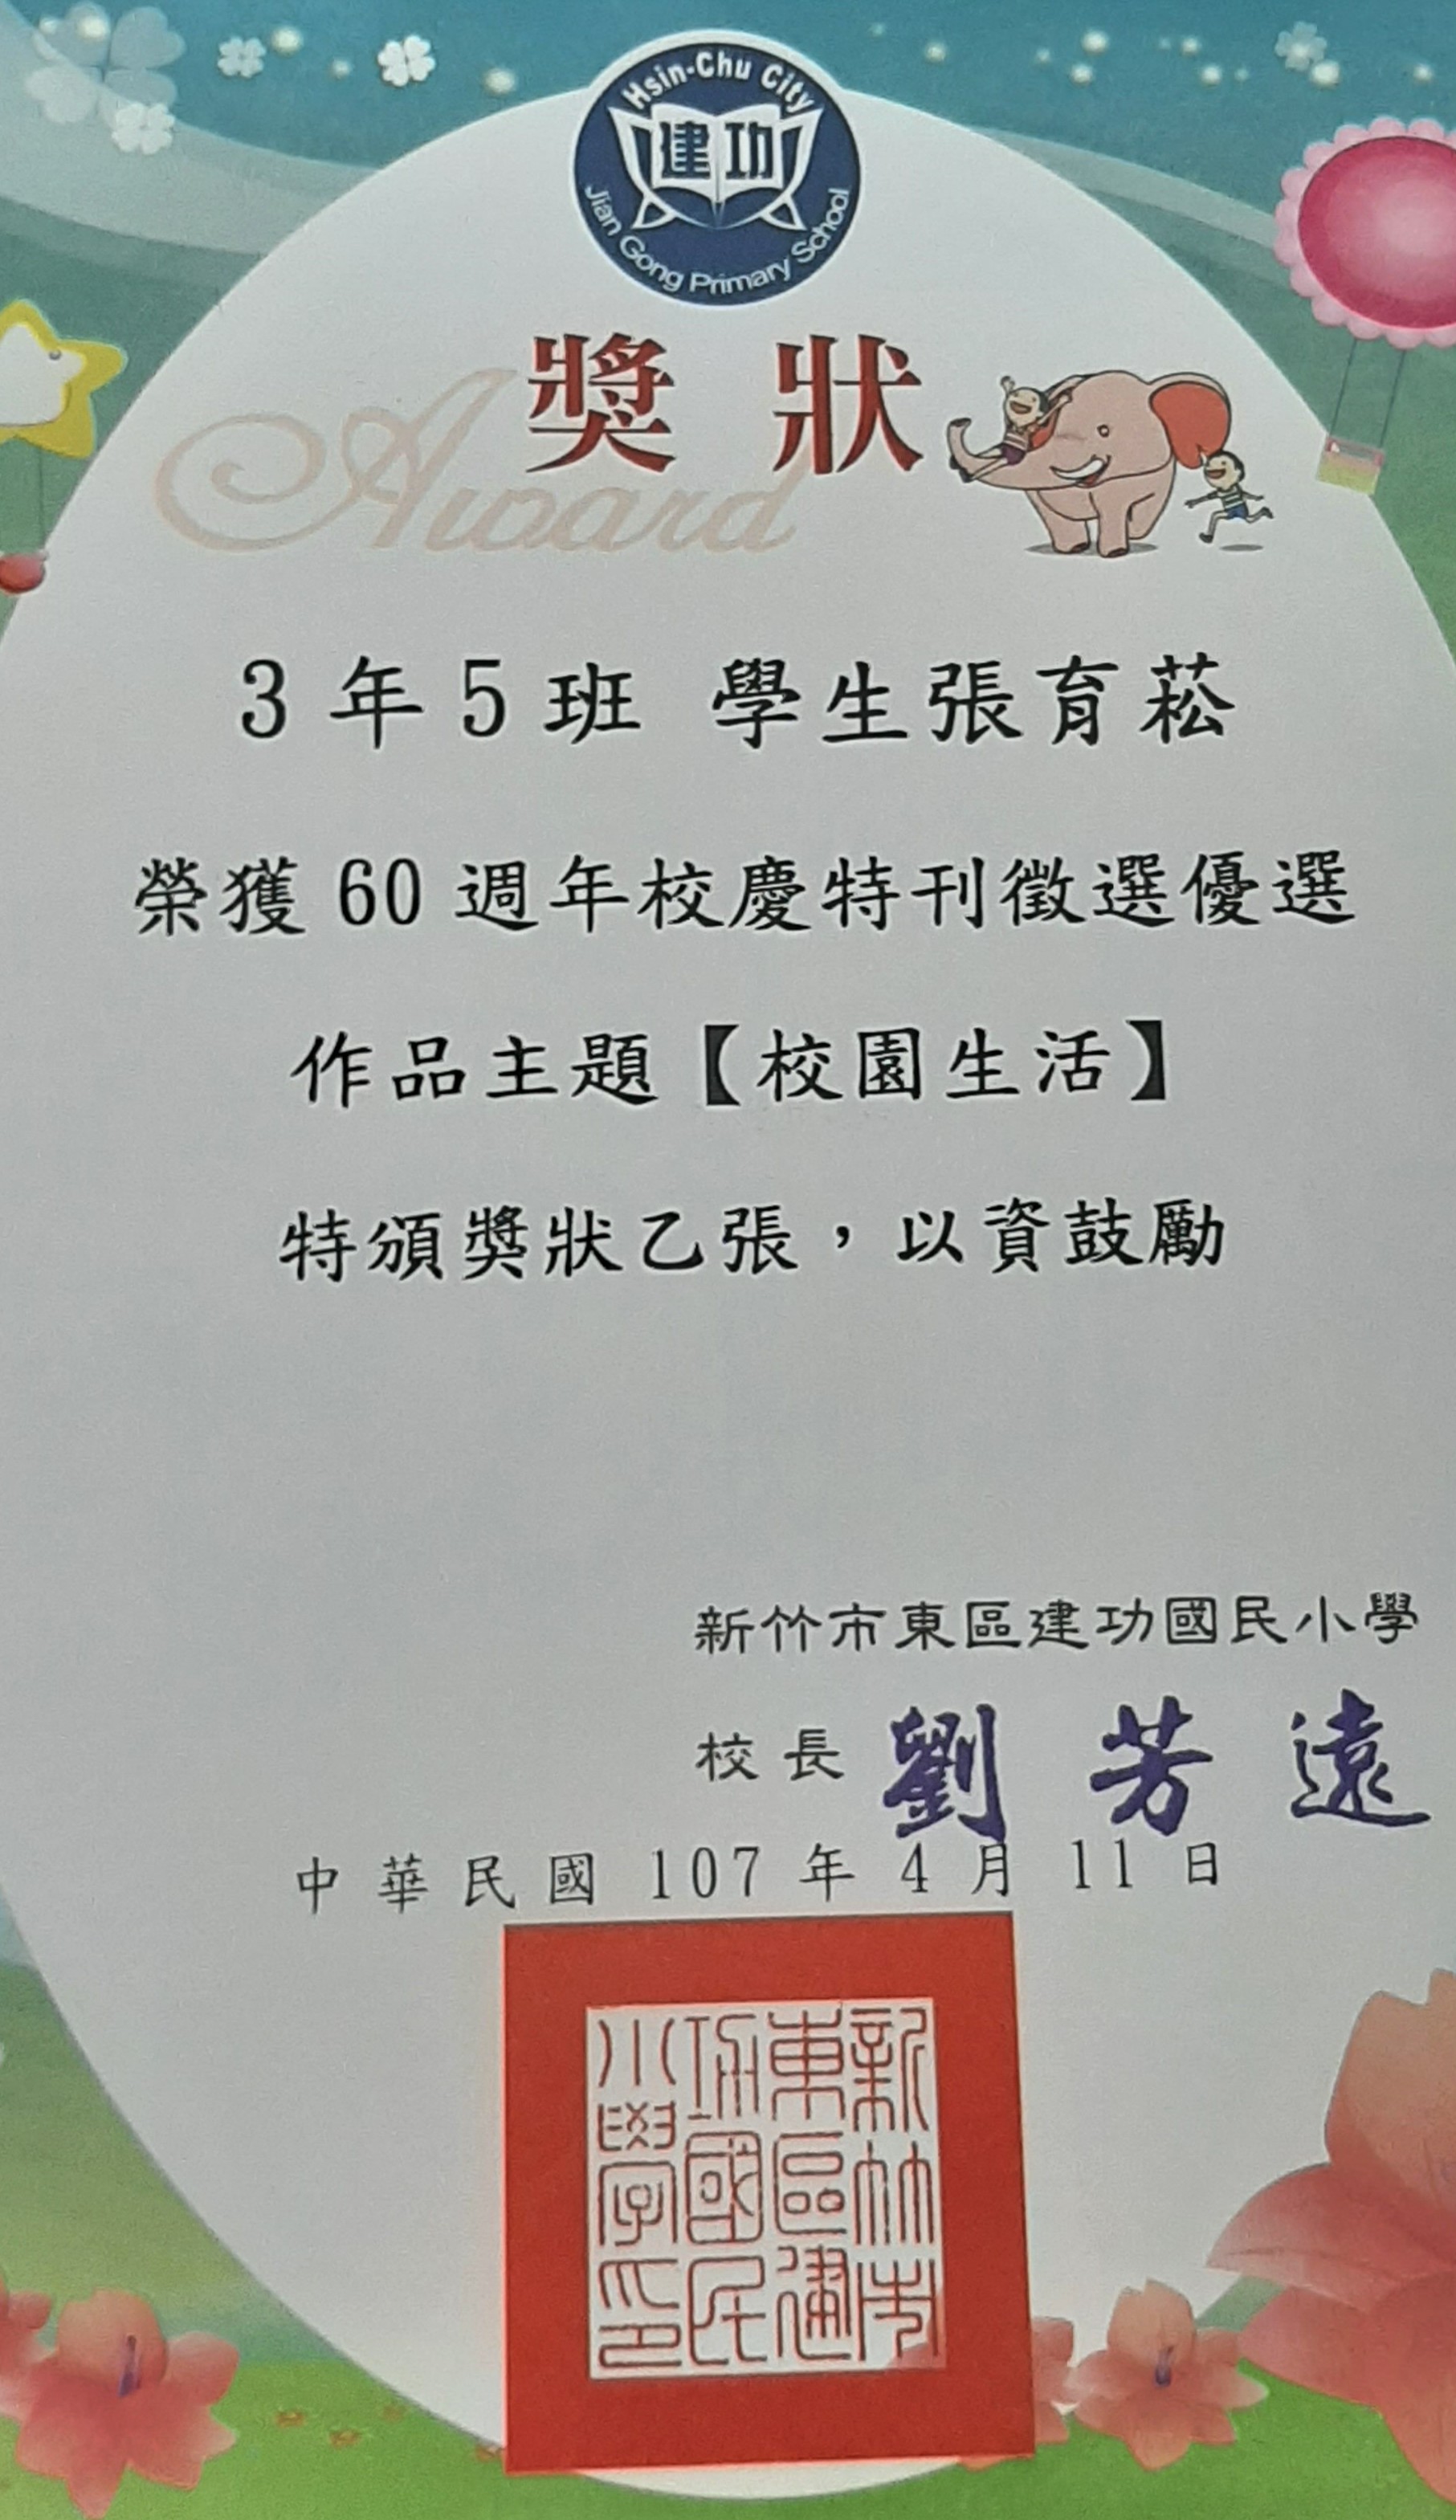 Hsin-Chu City
建功
Jian Gong Primary School
獎狀
Award
3年5班 學生張育菘
榮獲60週年校慶特刊徵選優選
作品主題【校園生活】
特頒獎狀乙張，以資鼓勵
新竹市東區建功國民小學
校長 劉芳遠
中華民國 107 年 4 月 11 日
新竹市
東區建
功國民
小學印